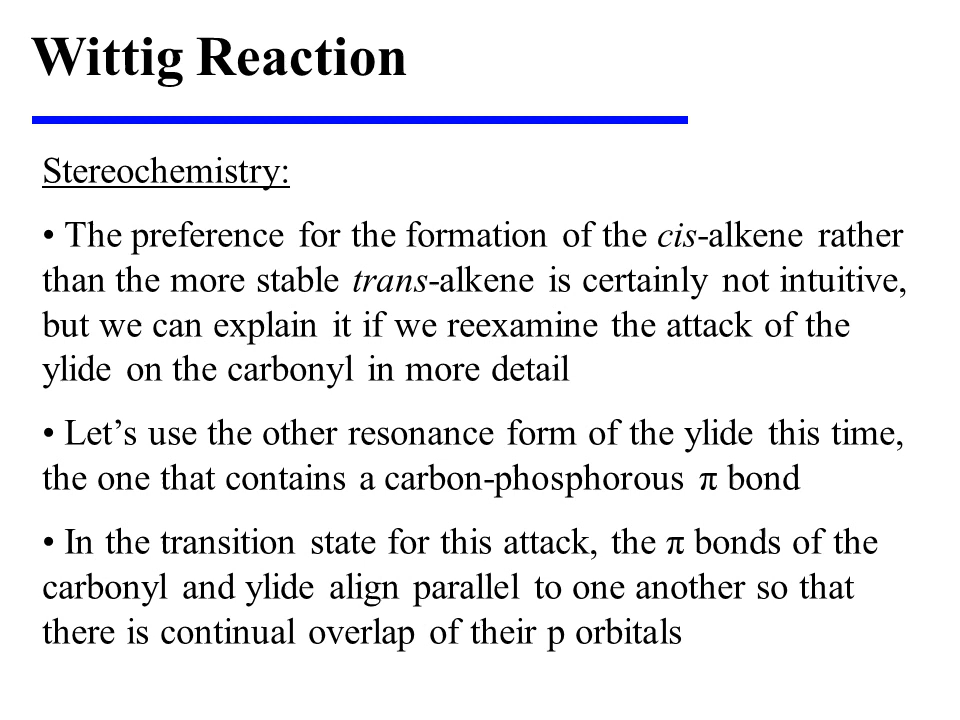 Wittig Reaction
Stereochemistry:
• The preference for the formation of the cis-alkene rather
than the more stable trans-alkene is certainly not intuitive,
but we can explain it if we reexamine the attack of the
ylide on the carbonyl in more detail
• Let’s use the other resonance form of the ylide this time,
the one that contains a carbon-phosphorous π bond
• In the transition state for this attack, the π bonds of the
carbonyl and ylide align parallel to one another so that
there is continual overlap of their p orbitals